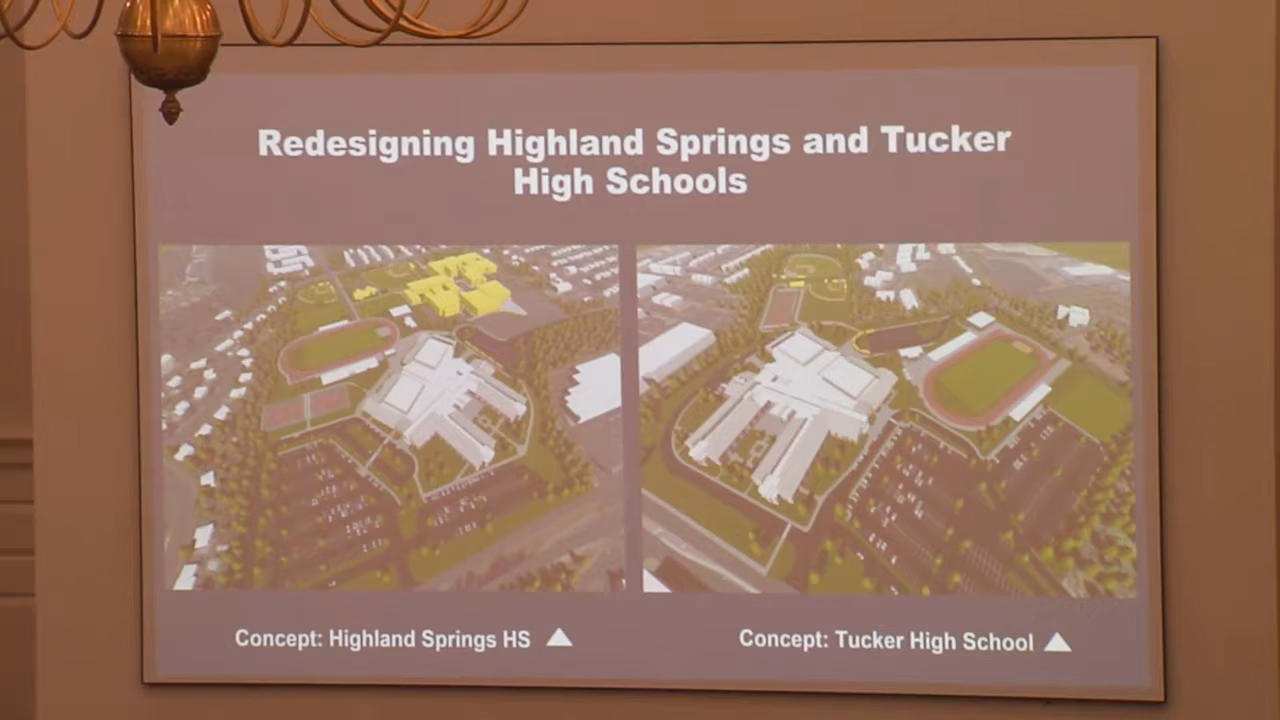 Redesigning Highland Springs and Tucker
High Schools
Concept: Highland Springs HS
Concept: Tucker High School